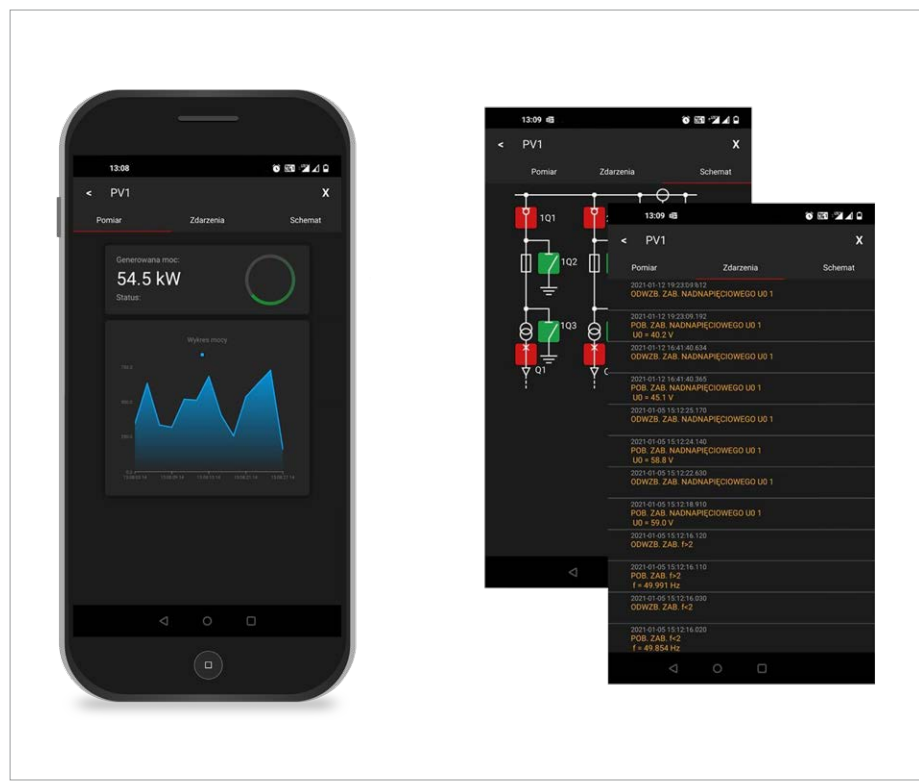 13:08
< PV1 X
Pomiar Zdarzenia Schemat
Generowana moc:
54.5 kW
Status:
Wykres mocy
13:09
< PV1 X
Pomiar Zdarzenia Schemat
1Q1
1Q2
1Q3
Q1
13:09
< PV1 X
Pomiar Zdarzenia Schemat
2021-01-12 19:23:09.612
ODWZB. ZAB. NADNAPIĘCIOWEGO U0 1
2021-01-12 19:23:09.192
POB. ZAB. NADNAPIĘCIOWEGO U0 1
U0 = 40.2 V
2021-01-12 16:41:40.634
ODWZB. ZAB. NADNAPIĘCIOWEGO U0 1
2021-01-12 16:41:40.365
POB. ZAB. NADNAPIĘCIOWEGO U0 1
U0 = 45.1 V
2021-01-05 15:12:25.170
ODWZB. ZAB. NADNAPIĘCIOWEGO U0 1
2021-01-05 15:12:24.140
POB. ZAB. NADNAPIĘCIOWEGO U0 1
U0 = 58.8 V
2021-01-05 15:12:22.630
ODWZB. ZAB. NADNAPIĘCIOWEGO U0 1
2021-01-05 15:12:18.910
POB. ZAB. NADNAPIĘCIOWEGO U0 1
U0 = 59.0 V
2021-01-05 15:12:16.120
ODWZB. ZAB. f>2
2021-01-05 15:12:16.110
POB. ZAB. f>2
f = 49.991 Hz
2021-01-05 15:12:16.030
ODWZB. ZAB. f<2
2021-01-05 15:12:16.020
POB. ZAB. f<2
f = 49.854 Hz